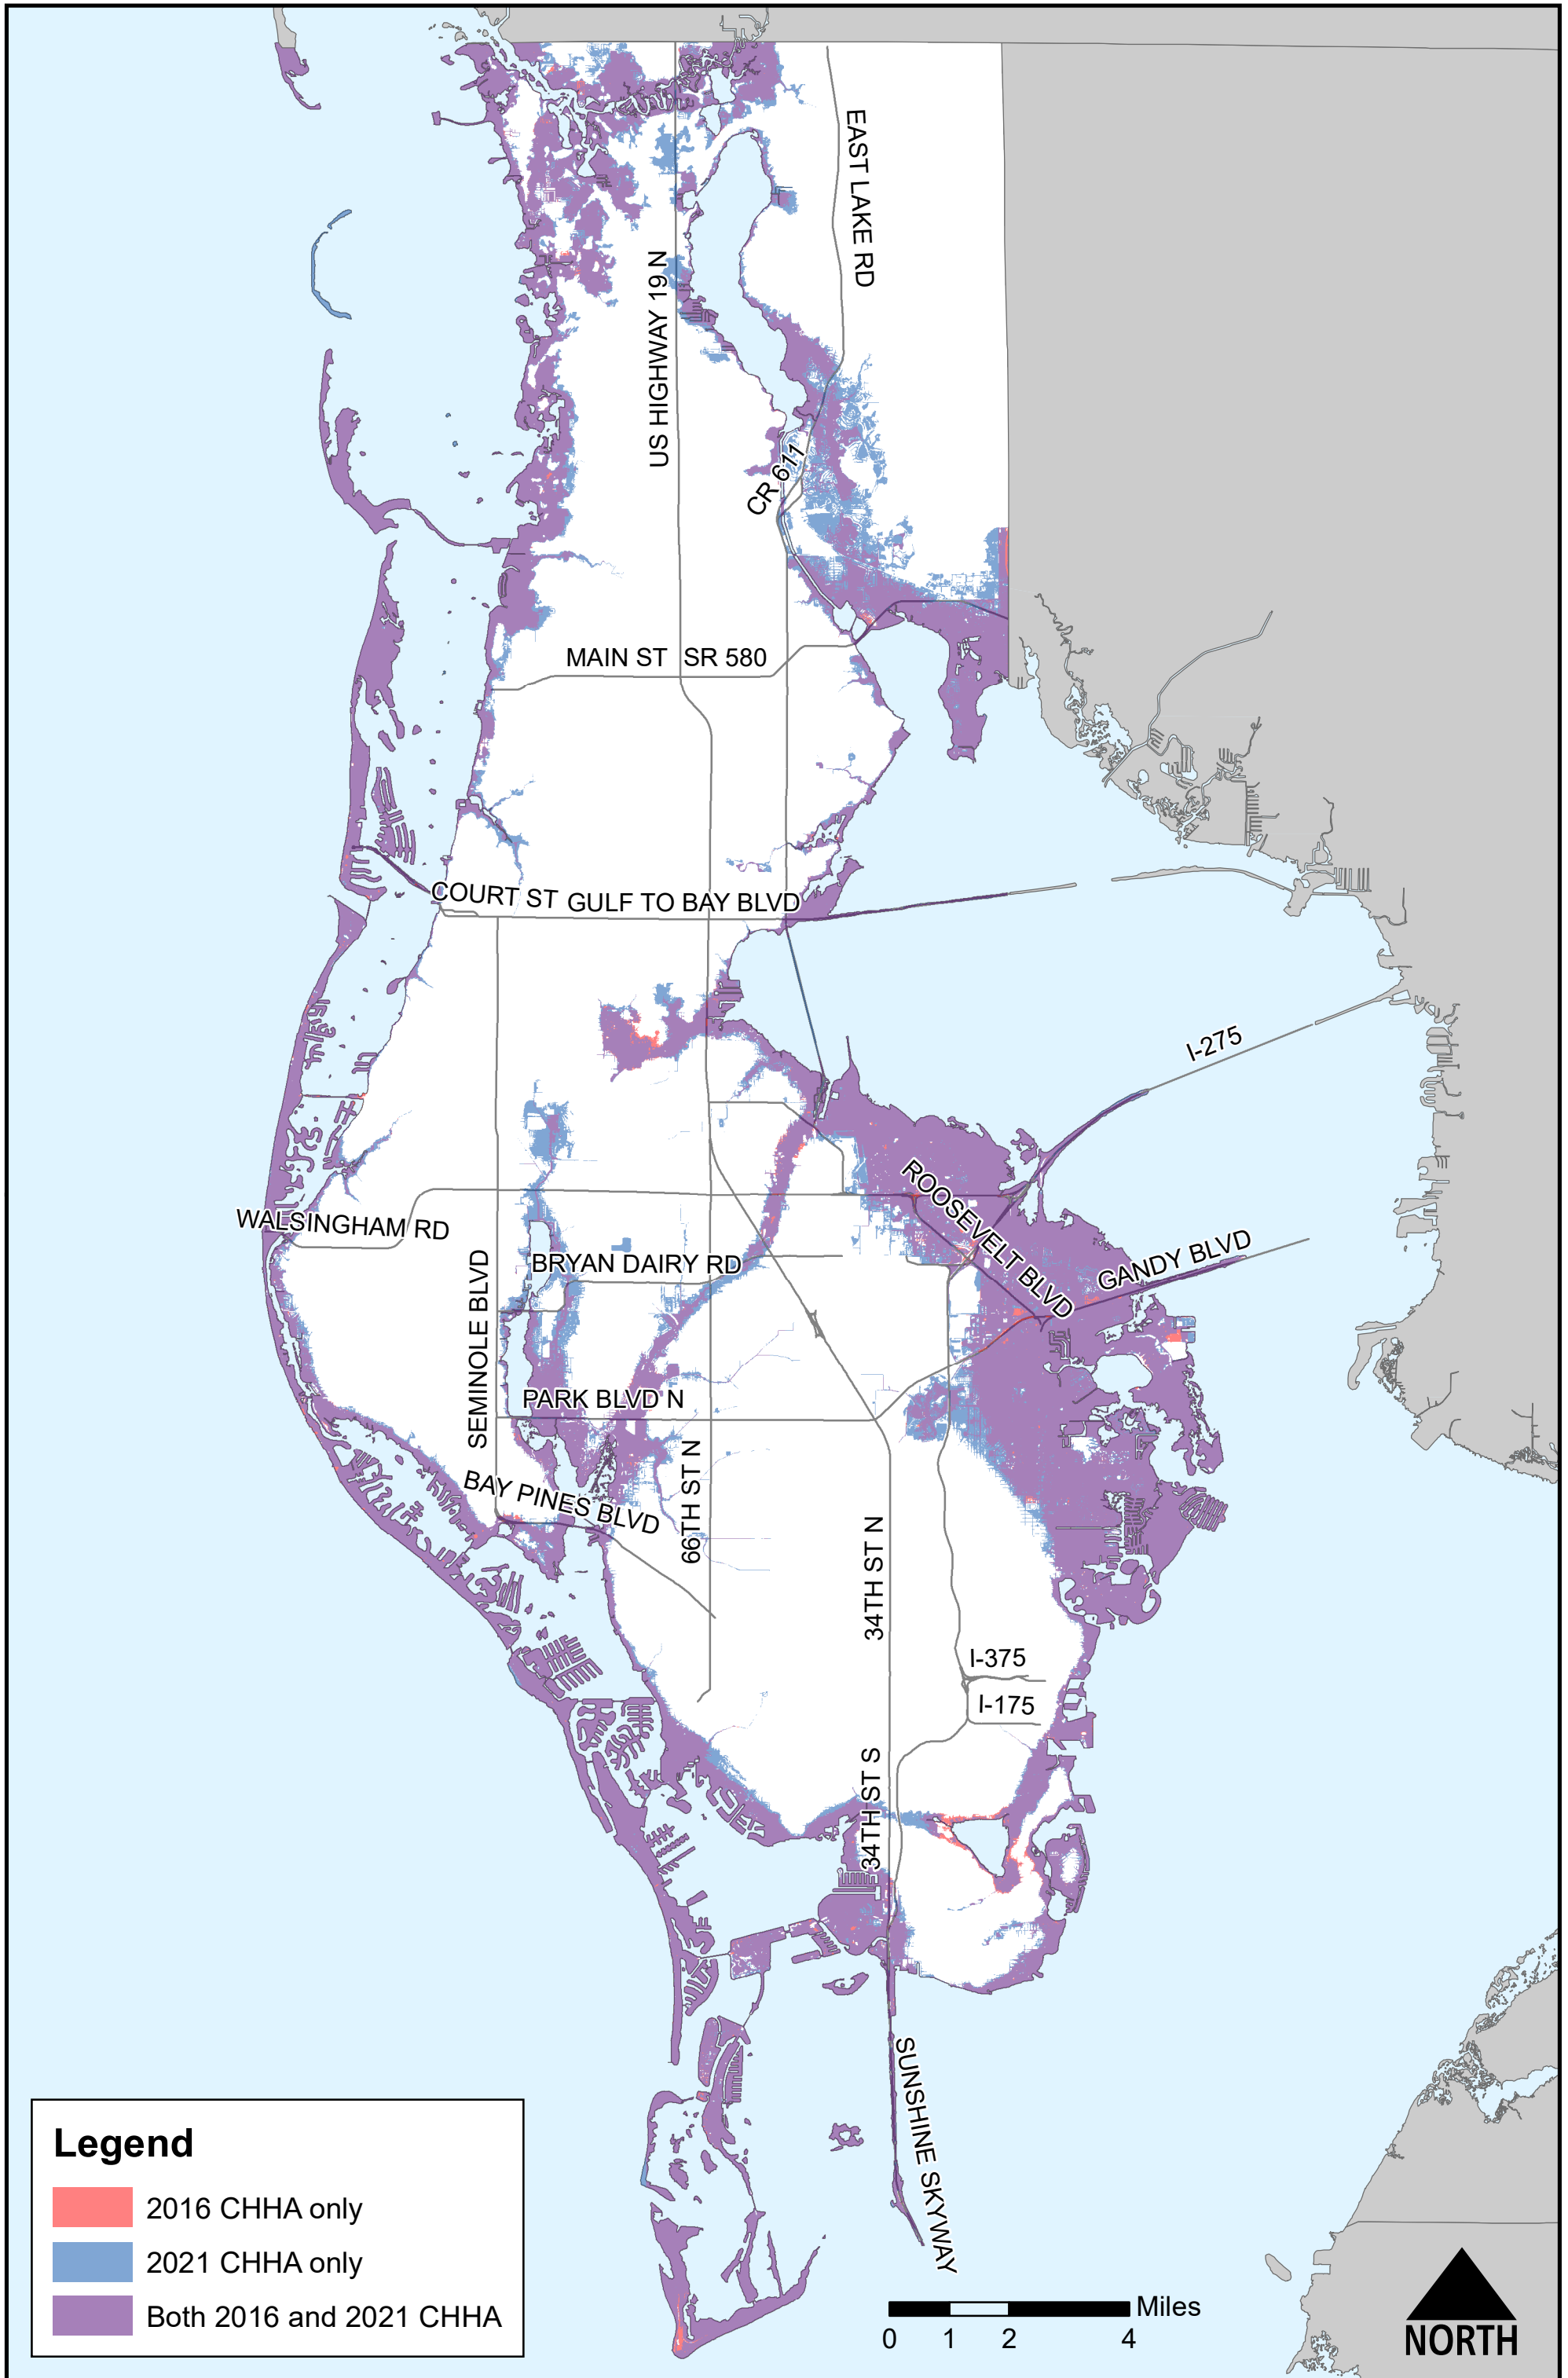 EAST LAKE RD
US HIGHWAY 19 N
CR 611
MAIN ST
SR 580
COURT ST
GULF TO BAY BLVD
I-275
ROOSEVELT BLVD
WALSINGHAM RD
GANDY BLVD
BRYAN DAIRY RD
SEMINOLE BLVD
PARK BLVD N
BAY PINES BLVD
66TH ST N
34TH ST N
I-375
I-175
34TH ST S
SUNSHINE SKYWAY
Legend
2016 CHHA only
2021 CHHA only
Both 2016 and 2021 CHHA
Miles
0 1 2 4
NORTH